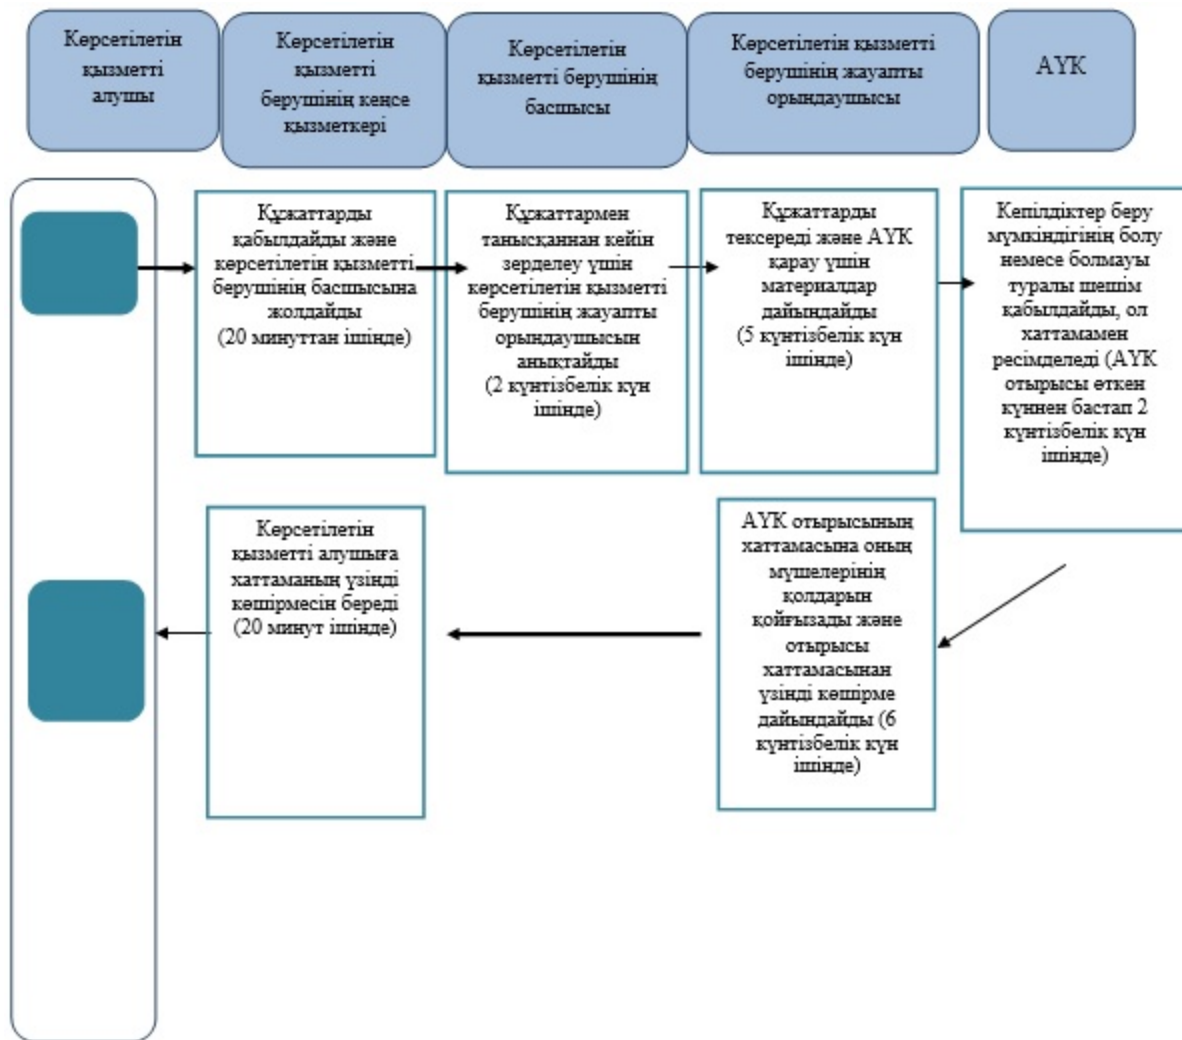 Көрсетілетін
қызметті
алушы
Көрсетілетін
қызметті
берушінің кеңсе
қызметкері
Көрсетілетін
қызметті берушінің
басшысы
Көрсетілетін қызметті
берушінің жауапты
орындаушысы
АҮК
Құжаттарды
қабылдайды және
көрсетілетін қызметті
берушінің басшысына
жолдайды
(20 минуттан ішінде)
Құжаттармен
танысқаннан кейін
зерделеу үшін
көрсетілетін қызметті
берушінің жауапты
орындаушысын
анықтайды
(2 күнтізбелік күн
ішінде)
Құжаттарды
тексереді және АҮК
қарау үшін
материалдар
дайындайды
(5 күнтізбелік күн
ішінде)
Кепілдіктер беру
мүмкіндігінің болу
немесе болмауы
туралы шешім
қабылдайды, ол
хаттамамен
ресімделеді (АҮК
отырысы өткен
күннен бастап 2
күнтізбелік күн
ішінде)
Көрсетілетін
қызметті алушыға
хаттаманың үзінді
көшірмесін береді
(20 минут ішінде)
АҮК отырысының
хаттамасына оның
мүшелерінің
қолдарын
қойғызады және
отырысы
хаттамасынан
үзінді көшірме
дайындайды (6
күнтізбелік күн
ішінде)